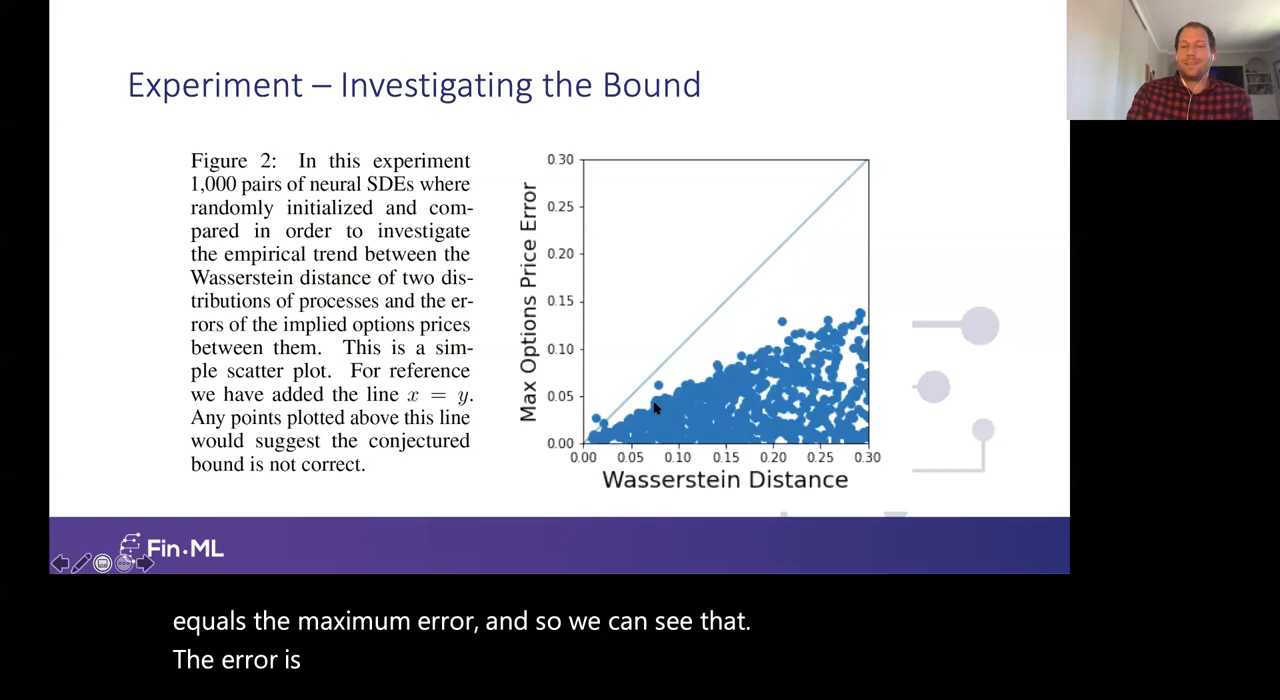 Experiment – Investigating the Bound
Figure 2: In this experiment
1,000 pairs of neural SDEs where
randomly initialized and com-
pared in order to investigate
the empirical trend between the
Wasserstein distance of two dis-
tributions of processes and the er-
rors of the implied options prices
between them. This is a sim-
ple scatter plot. For reference
we have added the line x = y.
Any points plotted above this line
would suggest the conjectured
bound is not correct.
Max Options Price Error
0.30
0.25
0.20
0.15
0.10
0.05
0.00
0.00 0.05 0.10 0.15 0.20 0.25 0.30
Wasserstein Distance
Fin·ML
equals the maximum error, and so we can see that.
The error is